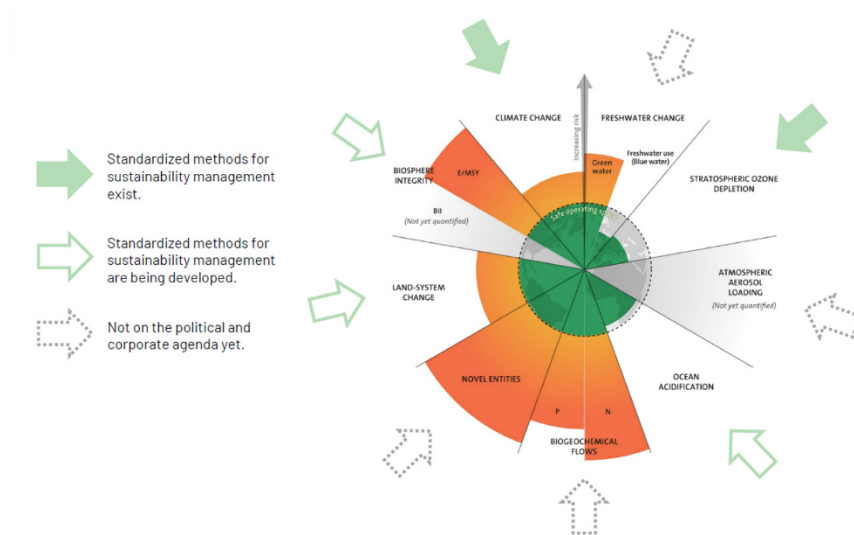 Standardized methods for
sustainability management
exist.
Standardized methods for
sustainability management
are being developed.
Not on the political and
corporate agenda yet.
CLIMATE CHANGE
Increasing risk
FRESHWATER CHANGE
Green
water
Freshwater use
(Blue water)
STRATOSPHERIC OZONE
DEPLETION
ATMOSPHERIC
AEROSOL
LOADING
(Not yet quantified)
OCEAN
ACIDIFICATION
N
P
BIOGEOCHEMICAL
FLOWS
NOVEL ENTITIES
LAND-SYSTEM
CHANGE
BII
(Not yet quantified)
BIOSPHERE
INTEGRITY
E/MSY
Safe operating